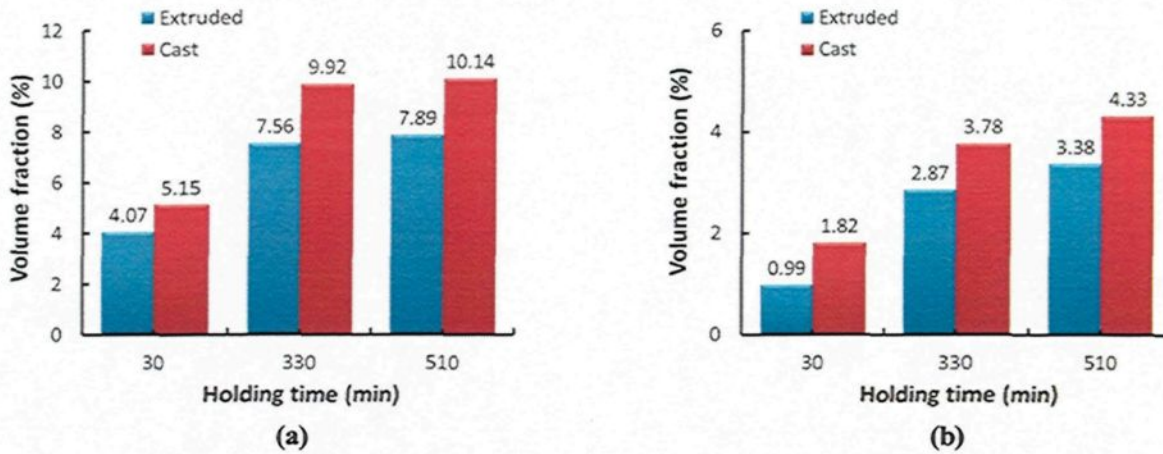 Extruded
Cast
Volume fraction (%)
12
10
8
6
4
2
0
4.07
5.15
7.56
9.92
7.89
10.14
30
330
510
Holding time (min)
(a)
Extruded
Cast
Volume fraction (%)
6
4
2
0
0.99
1.82
2.87
3.78
3.38
4.33
30
330
510
Holding time (min)
(b)